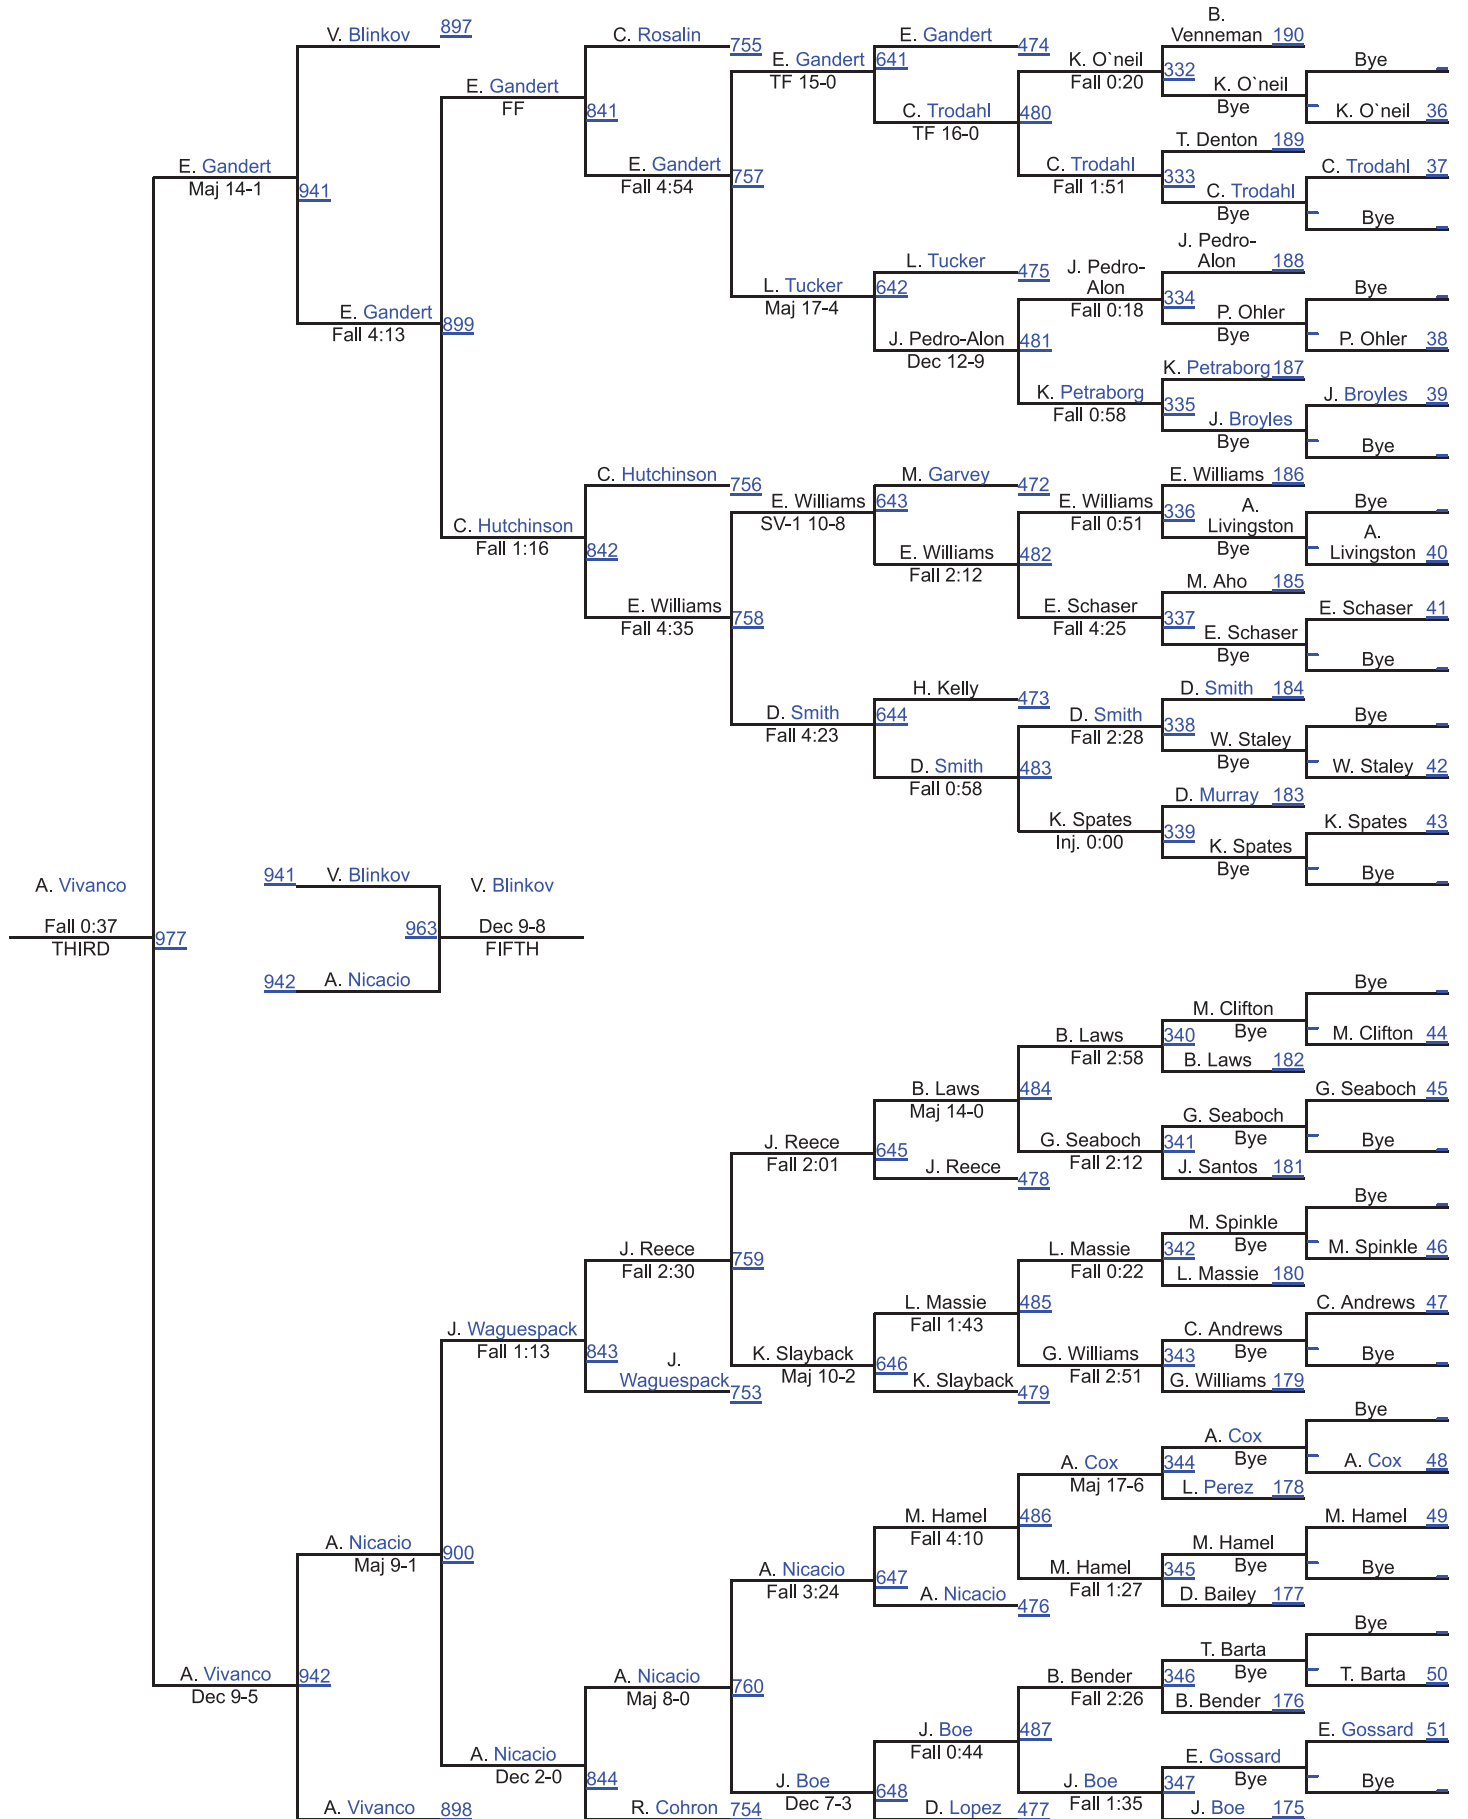 B.
V. Blinkov 897 C. Rosalin 755 E. Gandert 474 Venneman 190
E. Gandert 641 K. O`neil 332 Bye
TF 15-0 Fall 0:20 K. O`neil
E. Gandert 841 Bye
FF C. Trodahl 480 K. O`neil 36
TF 16-0
T. Denton 189
E. Gandert 941 E. Gandert 757 C. Trodahl 333 C. Trodahl 37
Maj 14-1 Fall 4:54 Fall 1:51 C. Trodahl
Bye Bye
J. Pedro-
L. Tucker 475 J. Pedro- Alon 188
L. Tucker 642 Alon 334 Bye
Maj 17-4 Fall 0:18 P. Ohler
E. Gandert 899 Bye
Fall 4:13 J. Pedro-Alon 481 P. Ohler 38
Dec 12-9
K. Petraborg 187
K. Petraborg 335 J. Broyles 39
Fall 0:58 J. Broyles
Bye Bye
C. Hutchinson 756 M. Garvey 472 E. Williams 186
E. Williams 643 E. Williams 336 A. Bye
SV-1 10-8 Fall 0:51 Livingston
C. Hutchinson 842 Bye A.
Fall 1:16 E. Williams 482 Livingston 40
Fall 2:12
M. Aho 185
E. Williams 758 E. Schaser 337 E. Schaser 41
Fall 4:35 Fall 4:25 E. Schaser
Bye Bye
H. Kelly 473 D. Smith 184
D. Smith 644 D. Smith 338 Bye
Fall 4:23 Fall 2:28 W. Staley
Bye
D. Smith 483 W. Staley 42
Fall 0:58
D. Murray 183
K. Spates 339 K. Spates 43
Inj. 0:00 K. Spates
Bye Bye
A. Vivanco 941 V. Blinkov V. Blinkov
Fall 0:37 977 963 Dec 9-8
THIRD FIFTH
942 A. Nicacio
Bye
M. Clifton
B. Laws 340 Bye M. Clifton 44
Fall 2:58 B. Laws 182
B. Laws 484 G. Seaboch 45
Maj 14-0 G. Seaboch
J. Reece 645 G. Seaboch 341 Bye Bye
Fall 2:01 J. Reece 478 Fall 2:12 J. Santos 181
Bye
M. Spinkle
J. Reece 759 L. Massie 342 Bye M. Spinkle 46
Fall 2:30 Fall 0:22 L. Massie 180
L. Massie 485 C. Andrews 47
Fall 1:43 C. Andrews
J. Waguespack 843 K. Slayback 646 G. Williams 343 Bye Bye
Fall 1:13 J. Maj 10-2 Fall 2:51
Waguespack 753 K. Slayback 479 G. Williams 179
Bye
A. Cox
A. Cox 344 Bye A. Cox 48
Maj 17-6 L. Perez 178
M. Hamel 486 M. Hamel 49
Fall 4:10 M. Hamel
A. Nicacio 900 A. Nicacio 647 M. Hamel 345 Bye Bye
Maj 9-1 Fall 3:24 A. Nicacio 476 Fall 1:27 D. Bailey 177
Bye
T. Barta
A. Vivanco 942 A. Nicacio 760 B. Bender 346 Bye T. Barta 50
Dec 9-5 Maj 8-0 Fall 2:26 B. Bender 176
J. Boe 487 E. Gossard 51
Fall 0:44 E. Gossard
A. Nicacio 844 J. Boe 648 J. Boe 347 Bye Bye
Dec 2-0 Dec 7-3 Fall 1:35
A. Vivanco 898 R. Cohron 754 D. Lopez 477 J. Boe 175